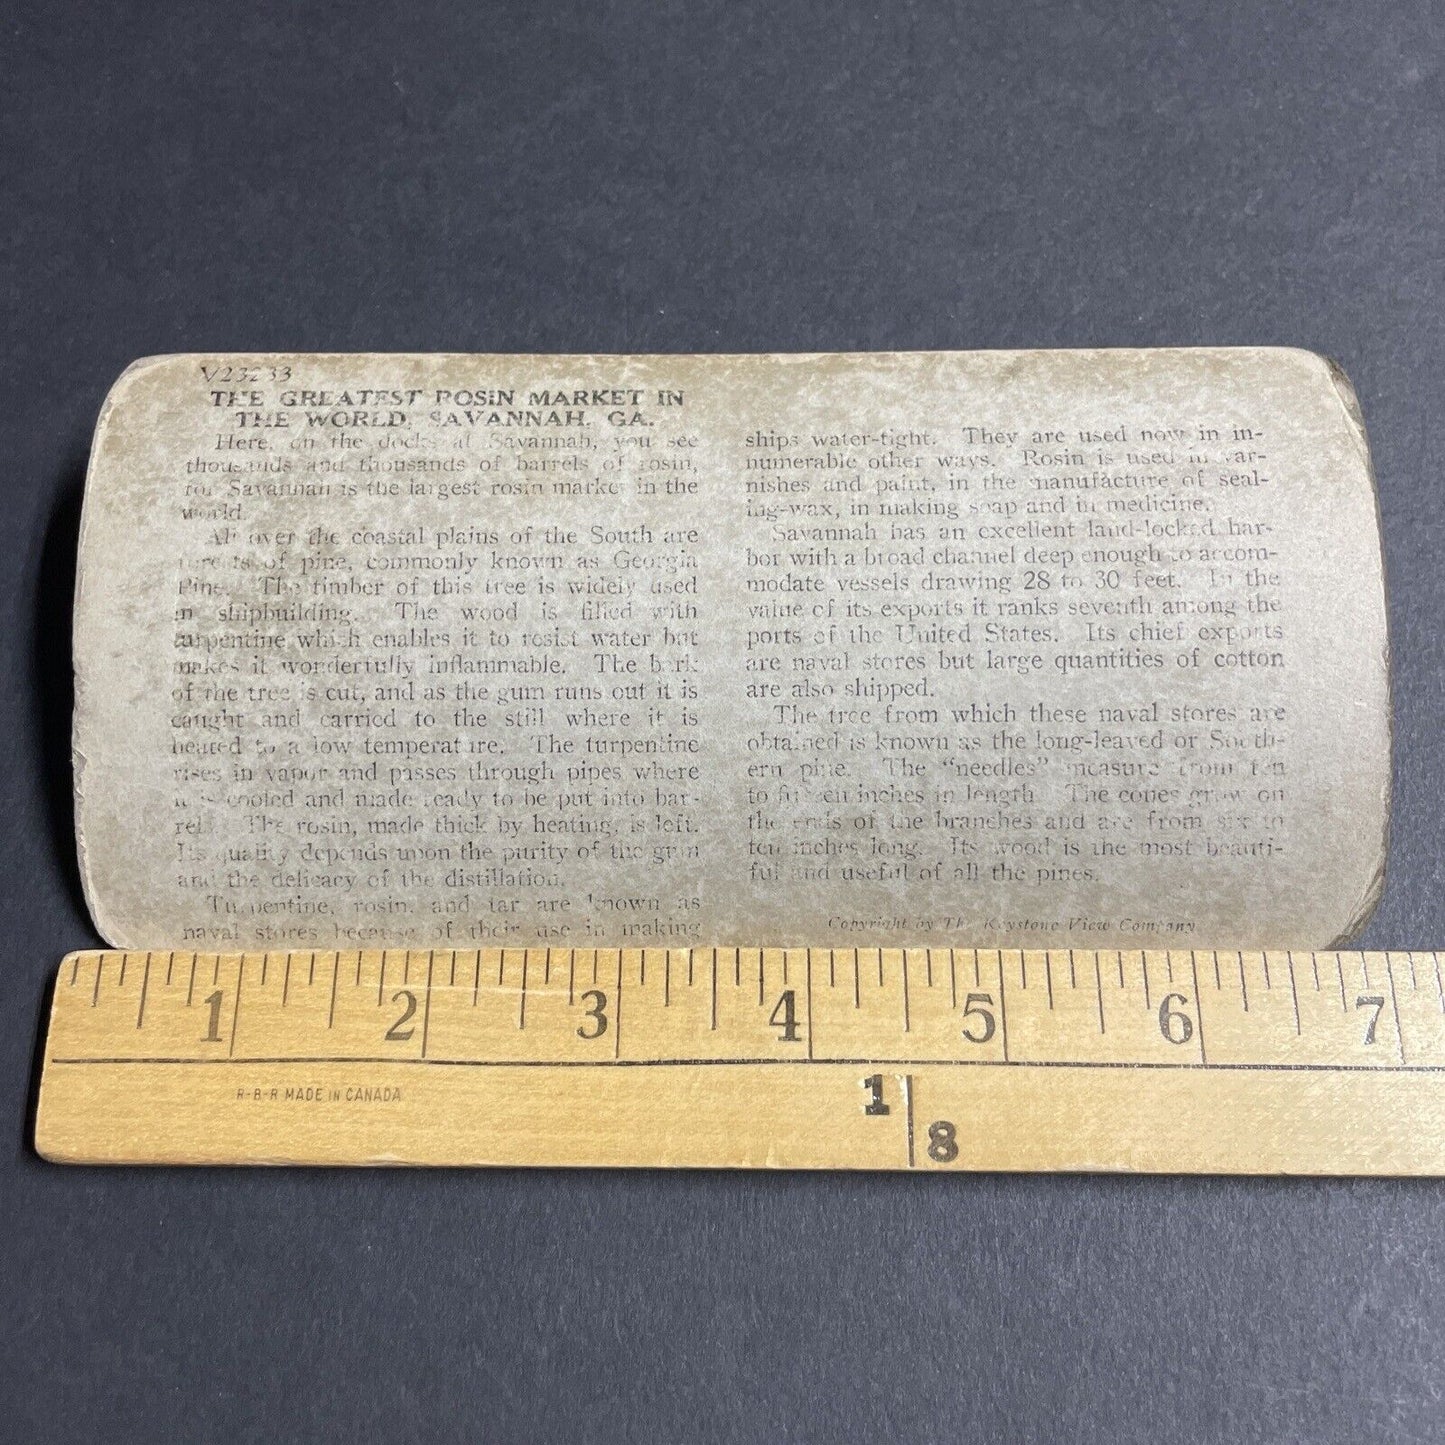 V23233
THE GREATEST ROSIN MARKET IN
THE WORLD, SAVANNAH, GA.
Here, on the docks at Savannah, you see
thousands and thousands of barrels of rosin,
for Savannah is the largest rosin market in the
world.
All over the coastal plains of the South are
forests of pine, commonly known as Georgia
Pine. The timber of this tree is widely used
in shipbuilding. The wood is filled with
turpentine which enables it to resist water but
makes it wonderfully inflammable. The bark
of the tree is cut, and as the gum runs out it is
caught and carried to the still where it is
heated to a low temperature. The turpentine
rises in vapor and passes through pipes where
it is cooled and made ready to be put into bar-
rels. The rosin, made thick by heating, is left.
Its quality depends upon the purity of the gum
and the delicacy of the distillation.
Turpentine, rosin, and tar are known as
naval stores because of their use in making
ships water-tight. They are used now in in-
numerable other ways. Rosin is used in var-
nishes and paint, in the manufacture of seal-
ing-wax, in making soap and in medicine.
Savannah has an excellent land-locked har-
bor with a broad channel deep enough to accom-
modate vessels drawing 28 to 30 feet. In the
value of its exports it ranks seventh among the
ports of the United States. Its chief exports
are naval stores but large quantities of cotton
are also shipped.
The tree from which these naval stores are
obtained is known as the long-leaved or South-
ern pine. The "needles" measure from ten
to fifteen inches in length. The cones grow on
the ends of the branches and are from six to
ten inches long. Its wood is the most beauti-
ful and useful of all the pines.
Copyright by The Keystone View Company
1 2 3 4 5 6 7
R-B-R MADE IN CANADA
1
8